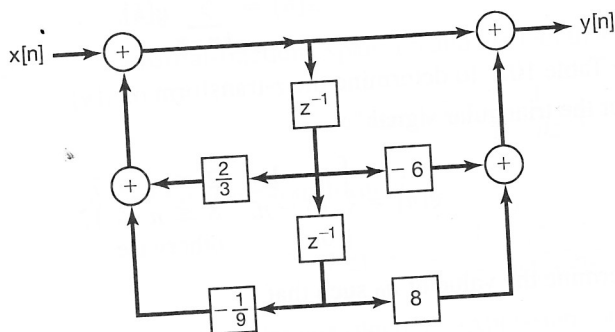 x[n] + + y[n]
z⁻¹
+ 2/3 − 6 +
z⁻¹
−1/9 8